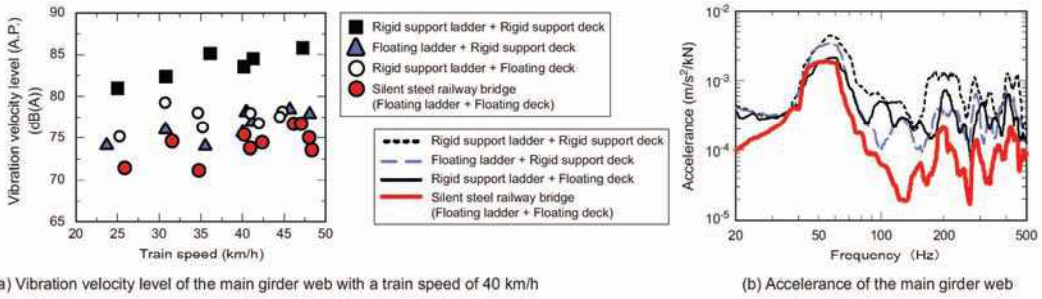 Vibration velocity level (A.P.)
(dB(A))
90
85
80
75
70
65
20 25 30 35 40 45 50
Train speed (km/h)
Rigid support ladder + Rigid support deck
Floating ladder + Rigid support deck
Rigid support ladder + Floating deck
Silent steel railway bridge
(Floating ladder + Floating deck)
Rigid support ladder + Rigid support deck
Floating ladder + Rigid support deck
Rigid support ladder + Floating deck
Silent steel railway bridge
(Floating ladder + Floating deck)
Accelerance (m/s²/kN)
10⁻²
10⁻³
10⁻⁴
10⁻⁵
20 50 100 200 500
Frequency (Hz)
a) Vibration velocity level of the main girder web with a train speed of 40 km/h
(b) Accelerance of the main girder web